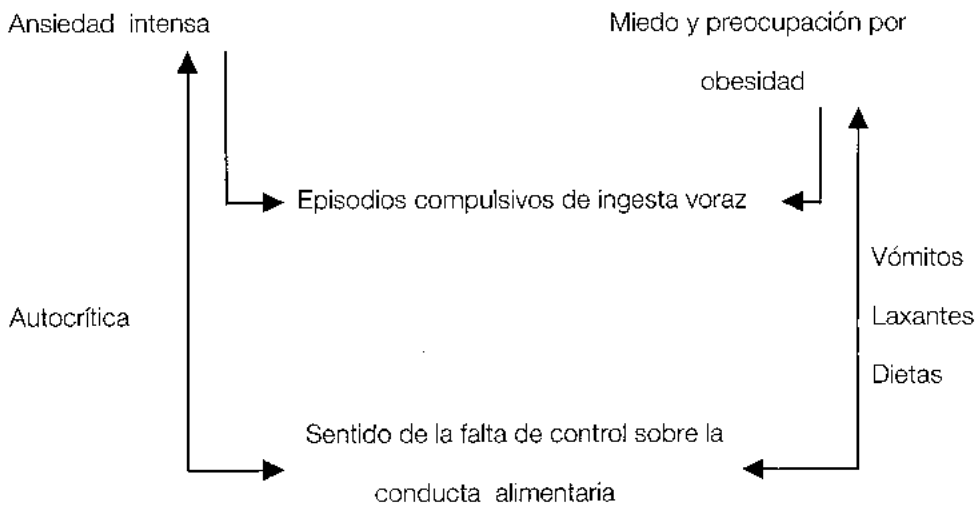 Ansiedad intensa
Miedo y preocupación por
obesidad
Episodios compulsivos de ingesta voraz
Vómitos
Autocrítica
Laxantes
Dietas
Sentido de la falta de control sobre la
conducta alimentaria